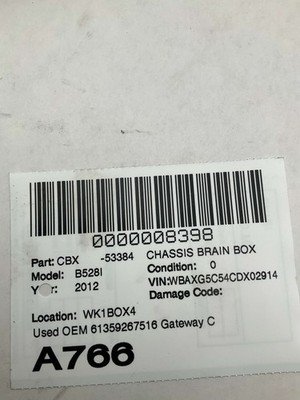 0000008398
Part: CBX -53384 CHASSIS BRAIN BOX
Model: B528I Condition: 0
2012 VIN:WBAXG5C54CDX02914
Damage Code:
Location: WK1BOX4
Used OEM 61359267516 Gateway C
A766